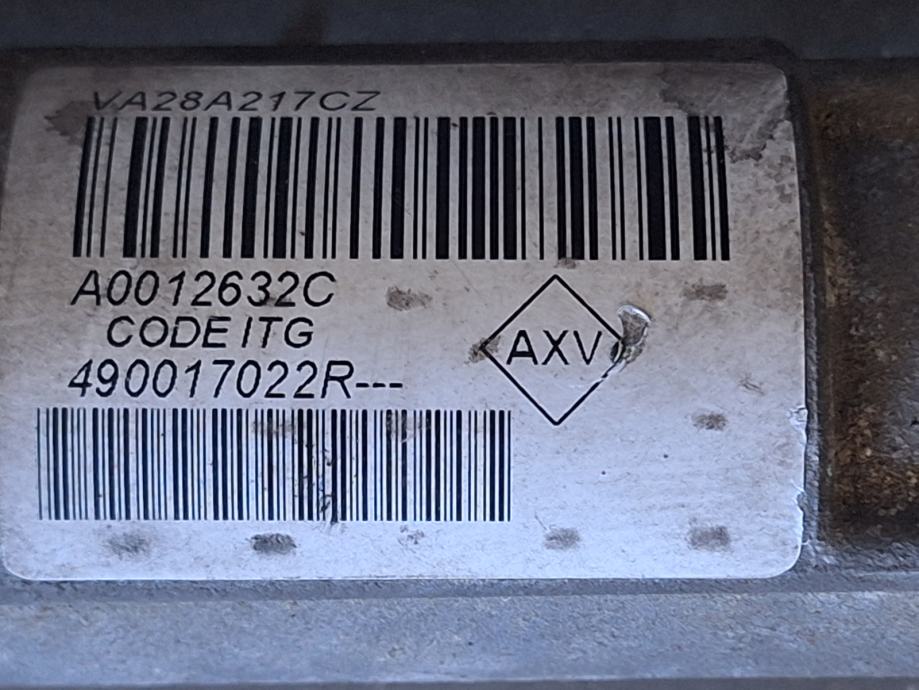 VA28A217CZ
A0012632C
CODE ITG
AXV
490017022R---